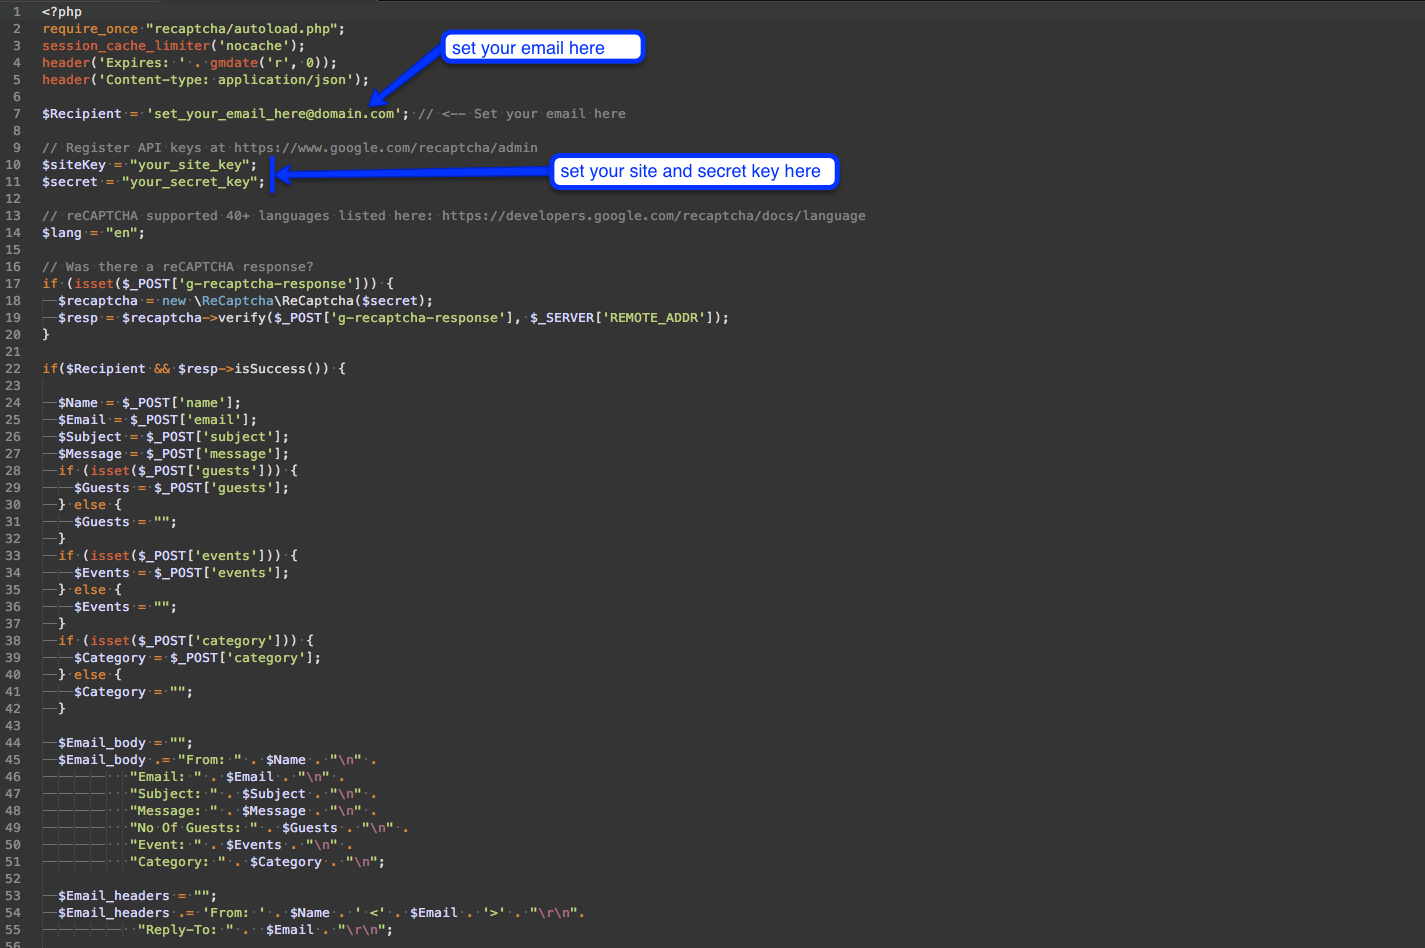 1 <?php
2 require_once "recaptcha/autoload.php";
set your email here
3 session_cache_limiter('nocache');
4 header('Expires: ' . gmdate('r', 0));
5 header('Content-type: application/json');
6
7 $Recipient = 'set_your_email_here@domain.com'; // <-- Set your email here
8
9 // Register API keys at https://www.google.com/recaptcha/admin
10 $siteKey = "your_site_key";
set your site and secret key here
11 $secret = "your_secret_key";
12
13 // reCAPTCHA supported 40+ languages listed here: https://developers.google.com/recaptcha/docs/language
14 $lang = "en";
15
16 // Was there a reCAPTCHA response?
17 if (isset($_POST['g-recaptcha-response'])) {
18 $recaptcha = new \ReCaptcha\ReCaptcha($secret);
19 $resp = $recaptcha->verify($_POST['g-recaptcha-response'], $_SERVER['REMOTE_ADDR']);
20 }
21
22 if($Recipient && $resp->isSuccess()) {
23
24 $Name = $_POST['name'];
25 $Email = $_POST['email'];
26 $Subject = $_POST['subject'];
27 $Message = $_POST['message'];
28 if (isset($_POST['guests'])) {
29 $Guests = $_POST['guests'];
30 } else {
31 $Guests = "";
32 }
33 if (isset($_POST['events'])) {
34 $Events = $_POST['events'];
35 } else {
36 $Events = "";
37 }
38 if (isset($_POST['category'])) {
39 $Category = $_POST['category'];
40 } else {
41 $Category = "";
42 }
43
44 $Email_body = "";
45 $Email_body .= "From: " . $Name . "\n" .
46 "Email: " . $Email . "\n" .
47 "Subject: " . $Subject . "\n" .
48 "Message: " . $Message . "\n" .
49 "No Of Guests: " . $Guests . "\n" .
50 "Event: " . $Events . "\n" .
51 "Category: " . $Category . "\n";
52
53 $Email_headers = "";
54 $Email_headers .= 'From: ' . $Name . ' <' . $Email . '>' . "\r\n".
55 "Reply-To: " . $Email . "\r\n";
56